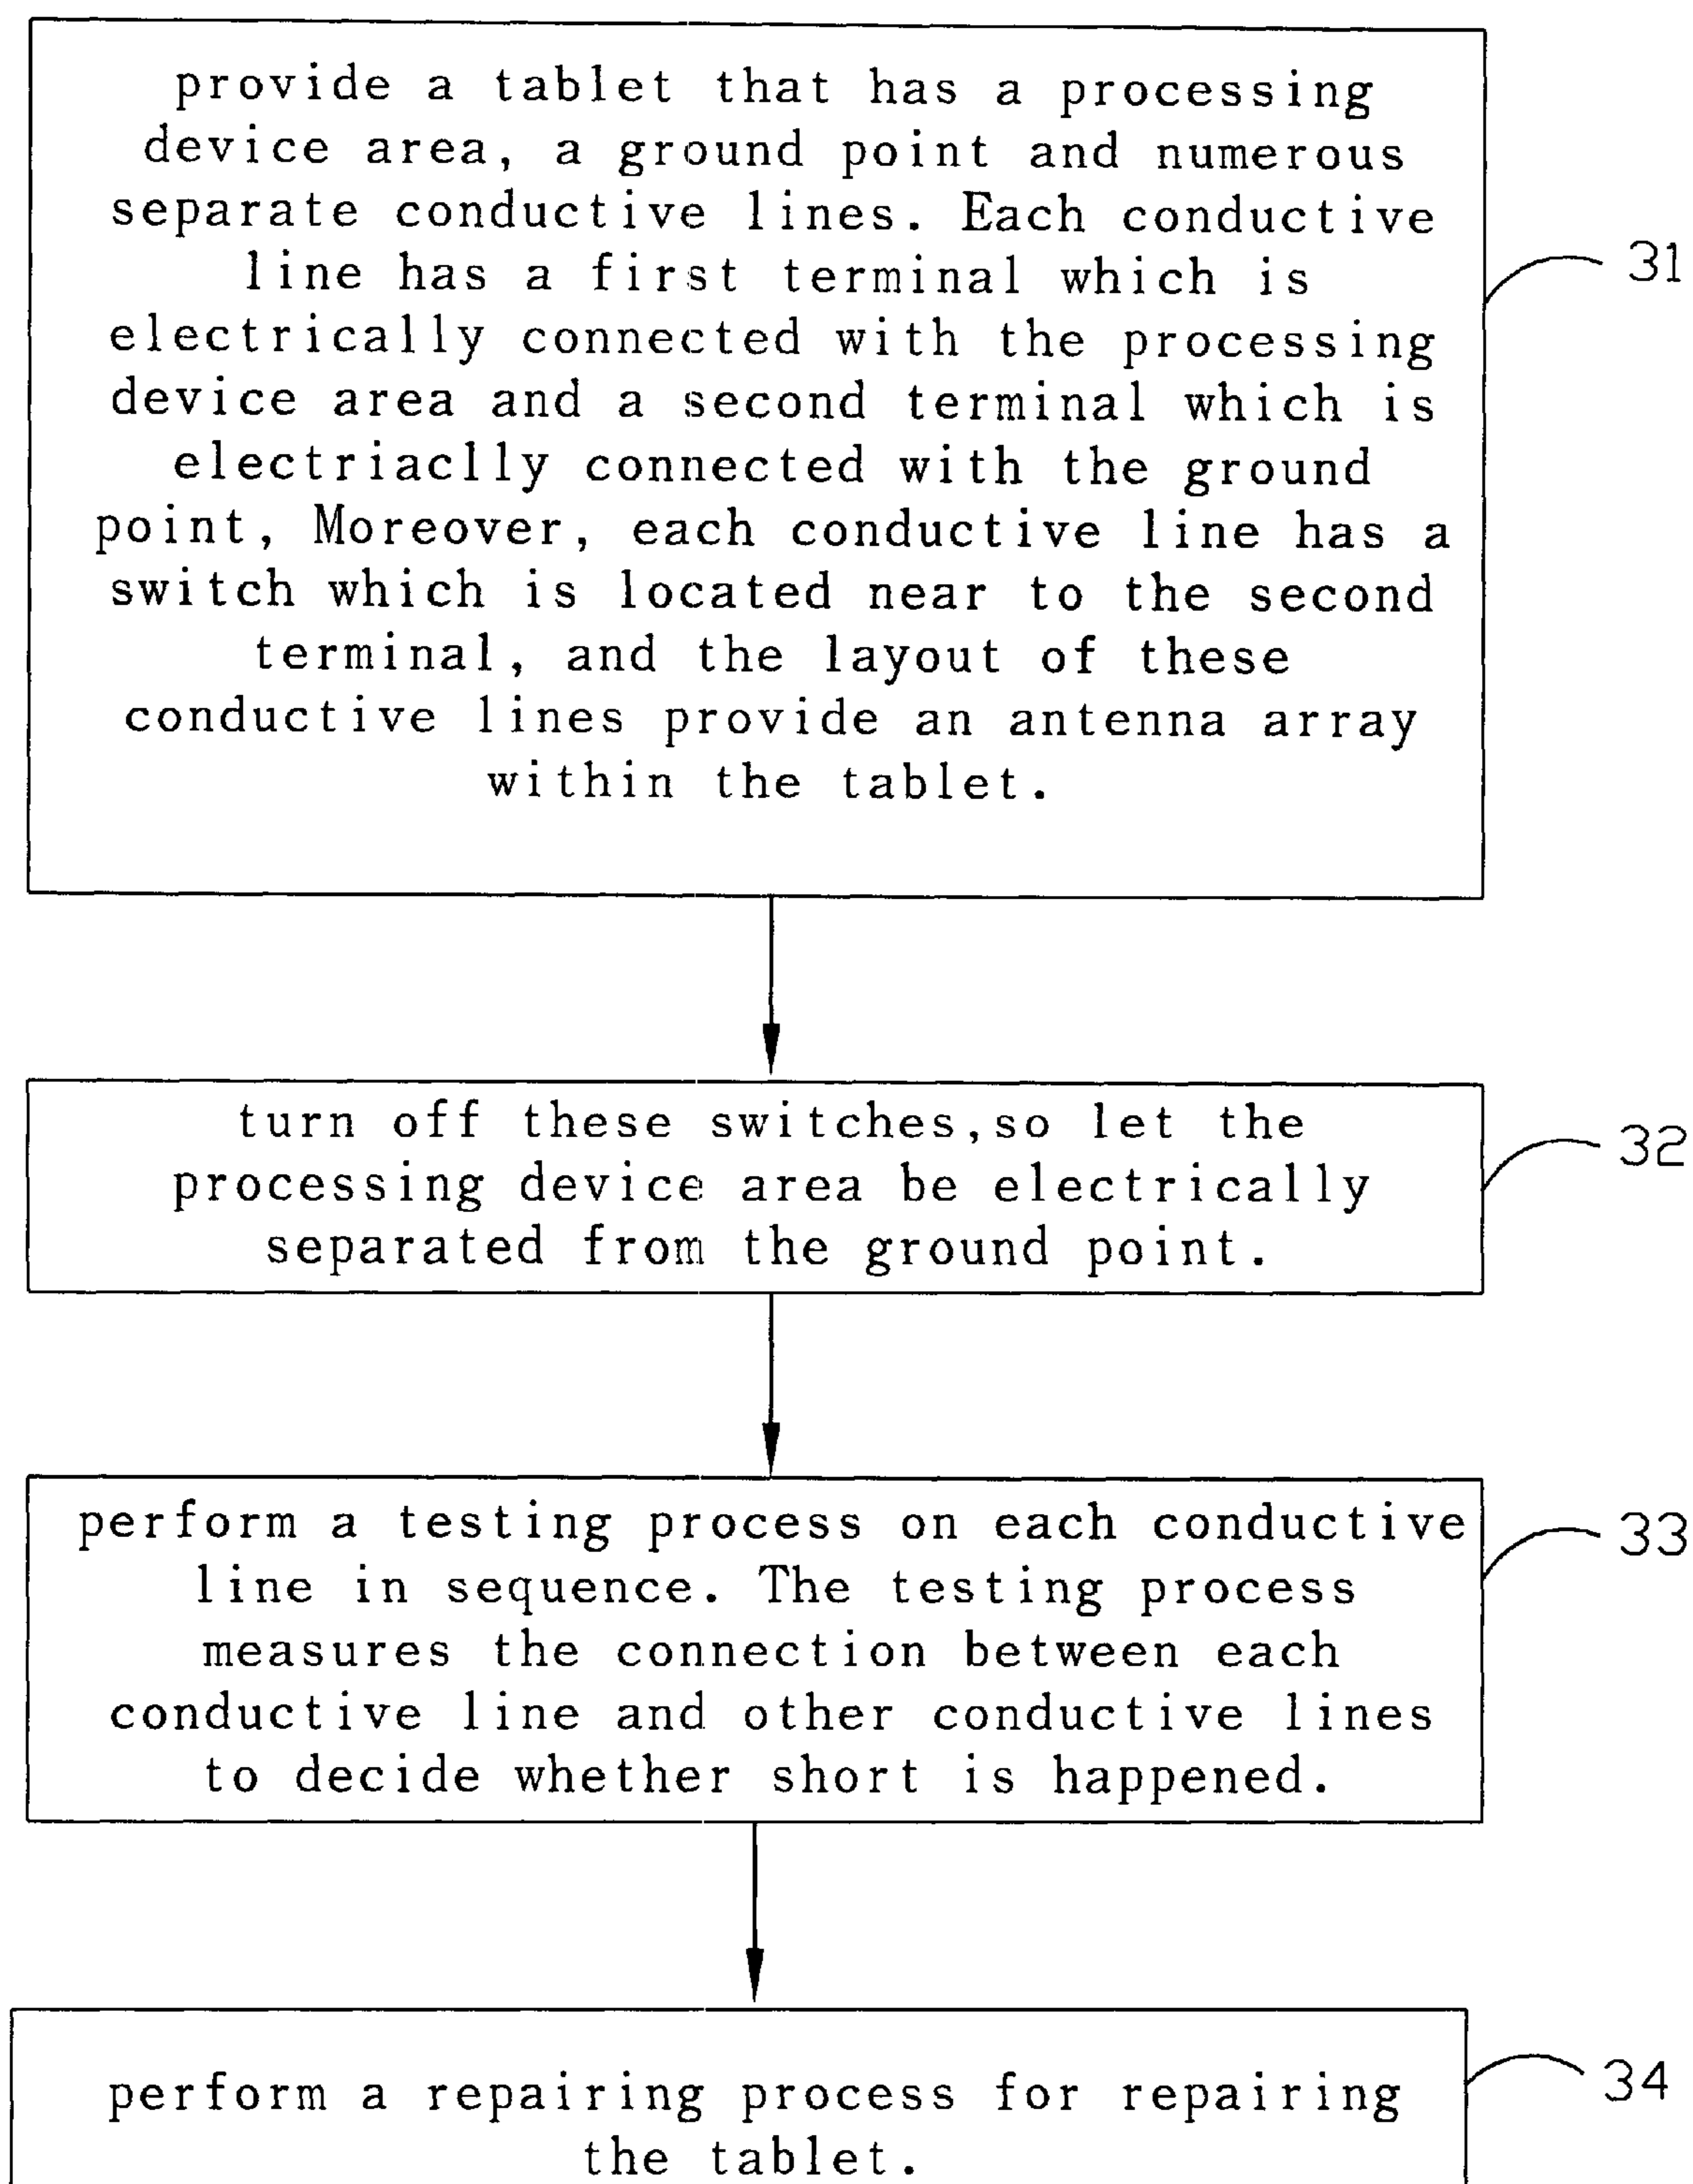 provide a tablet that has a processing
device area, a ground point and numerous
separate conductive lines. Each conductive
line has a first terminal which is
electrically connected with the processing
device area and a second terminal which is
electriaclly connected with the ground
point, Moreover, each conductive line has a
switch which is located near to the second
terminal, and the layout of these
conductive lines provide an antenna array
within the tablet.
31
turn off these switches,so let the
processing device area be electrically
separated from the ground point.
32
perform a testing process on each conductive
line in sequence. The testing process
measures the connection between each
conductive line and other conductive lines
to decide whether short is happened.
33
perform a repairing process for repairing
the tablet.
34